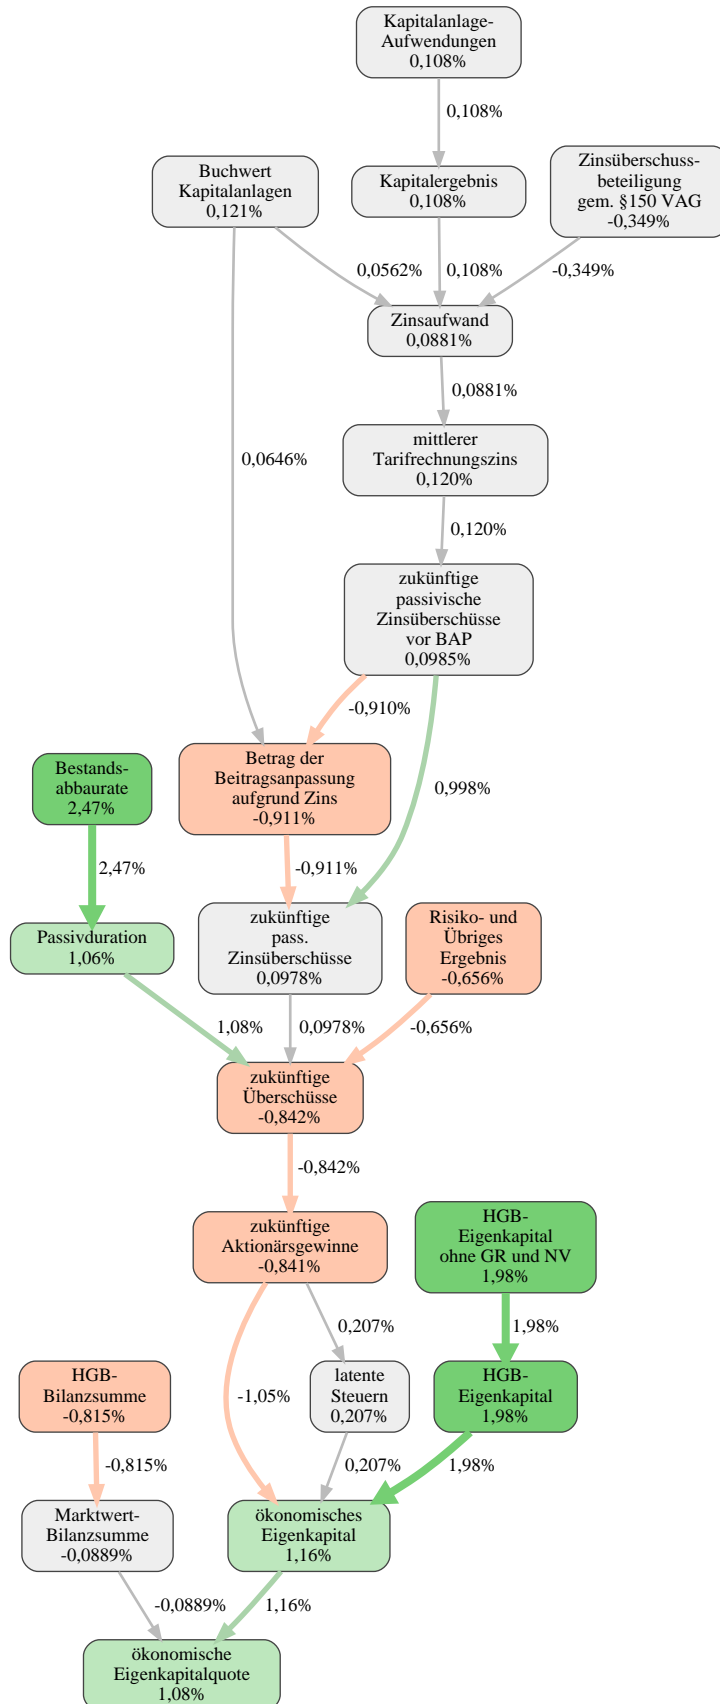 Kapitalanlage-
Aufwendungen
0,108%
0,108%
Buchwert
Kapitalanlagen
0,121%
Kapitalergebnis
0,108%
Zinsüberschuss-
beteiligung
gem. §150 VAG
-0,349%
0,0562%
0,108%
-0,349%
Zinsaufwand
0,0881%
0,0881%
mittlerer
Tarifrechnungszins
0,120%
0,0646%
0,120%
zukünftige
passivische
Zinsüberschüsse
vor BAP
0,0985%
-0,910%
Betrag der
Beitragsanpassung
aufgrund Zins
-0,911%
Bestands-
abbaurate
2,47%
0,998%
2,47%
-0,911%
Passivduration
1,06%
zukünftige
pass.
Zinsüberschüsse
0,0978%
Risiko- und
Übriges
Ergebnis
-0,656%
1,08%
0,0978%
-0,656%
zukünftige
Überschüsse
-0,842%
-0,842%
zukünftige
Aktionärsgewinne
-0,841%
HGB-
Eigenkapital
ohne GR und NV
1,98%
0,207%
1,98%
HGB-
Bilanzsumme
-0,815%
-1,05%
latente
Steuern
0,207%
HGB-
Eigenkapital
1,98%
-0,815%
0,207%
1,98%
Marktwert-
Bilanzsumme
-0,0889%
ökonomisches
Eigenkapital
1,16%
-0,0889%
1,16%
ökonomische
Eigenkapitalquote
1,08%